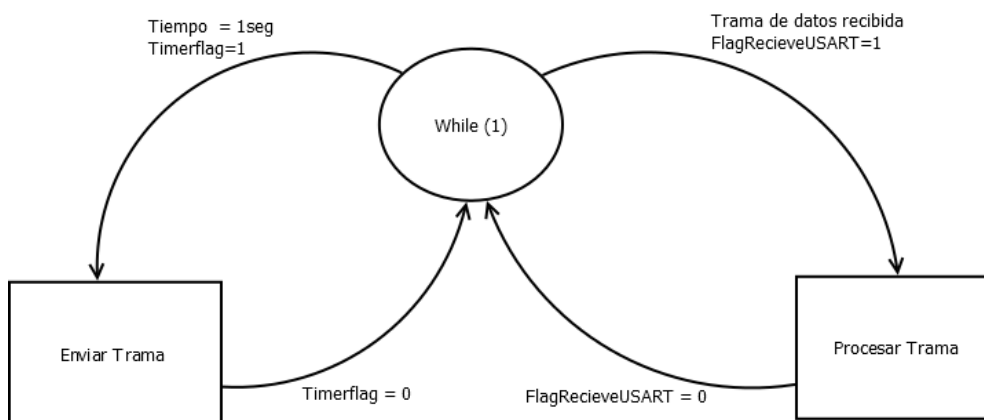 Tiempo = 1seg
Timerflag=1
Trama de datos recibida
FlagRecieveUSART=1
While (1)
Enviar Trama
Procesar Trama
Timerflag = 0
FlagRecieveUSART = 0